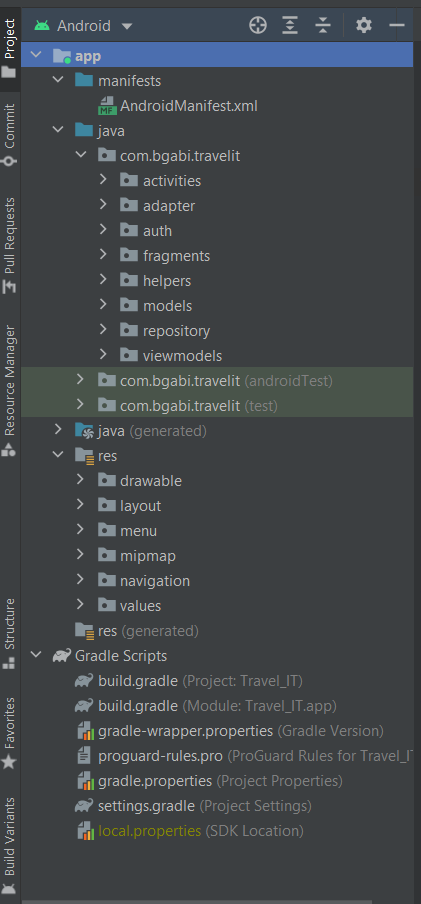 Project
Commit
Pull Requests
Resource Manager
Structure
Favorites
Build Variants
Android
app
manifests
MF AndroidManifest.xml
java
com.bgabi.travelit
activities
adapter
auth
fragments
helpers
models
repository
viewmodels
com.bgabi.travelit (androidTest)
com.bgabi.travelit (test)
java (generated)
res
drawable
layout
menu
mipmap
navigation
values
res (generated)
Gradle Scripts
build.gradle (Project: Travel_IT)
build.gradle (Module: Travel_IT.app)
gradle-wrapper.properties (Gradle Version)
proguard-rules.pro (ProGuard Rules for Travel_IT
gradle.properties (Project Properties)
settings.gradle (Project Settings)
local.properties (SDK Location)